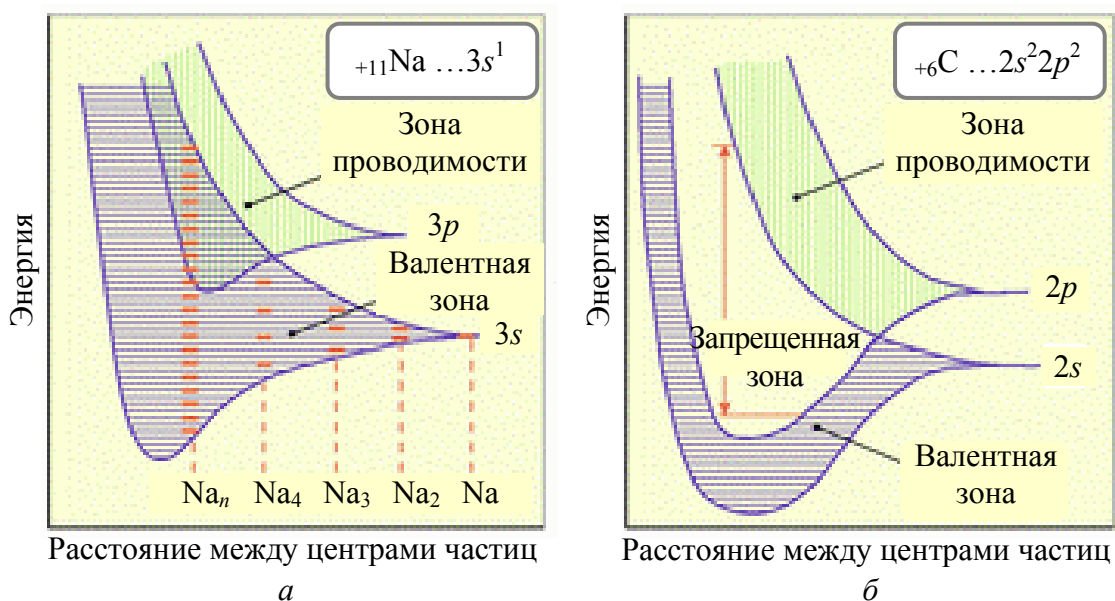 +11Na …3s¹
Зона
проводимости
3p
Валентная
зона
3s
Энергия
Naₙ Na₄ Na₃ Na₂ Na
Расстояние между центрами частиц
а
+6C …2s²2p²
Зона
проводимости
2p
Запрещенная
зона
2s
Валентная
зона
Энергия
Расстояние между центрами частиц
б